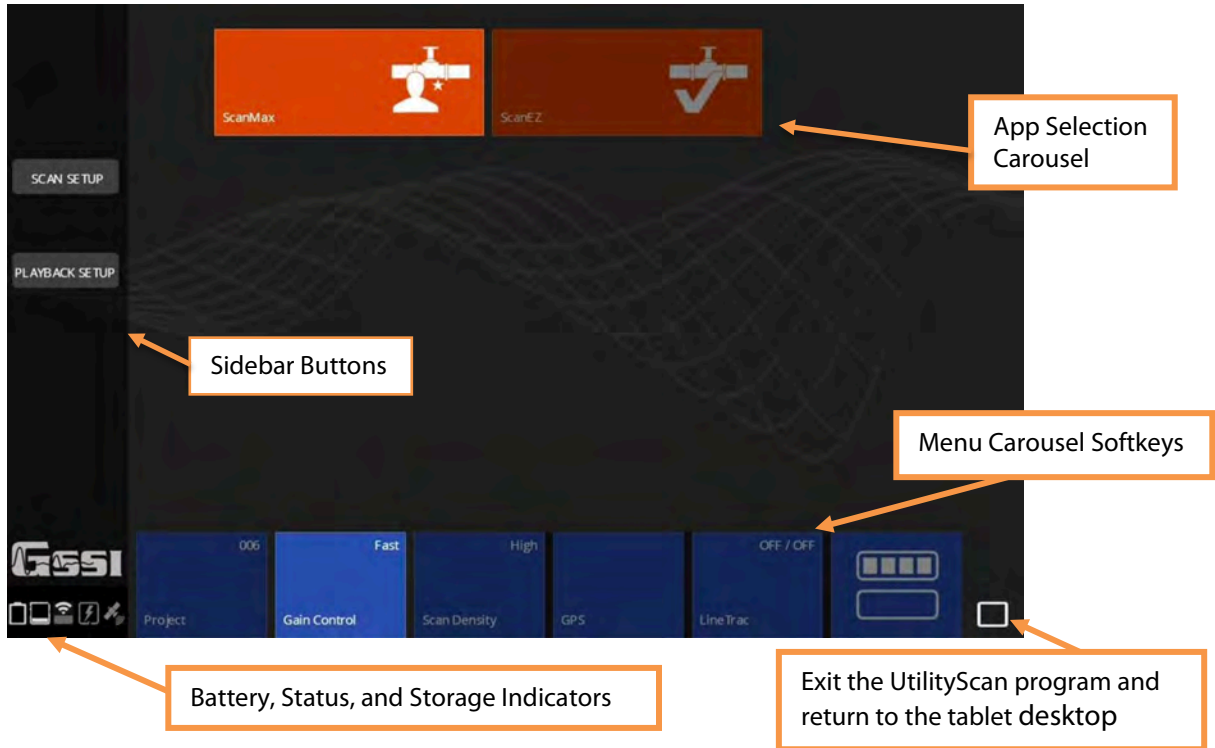 ScanMax
ScanEZ
App Selection
Carousel
SCAN SETUP
PLAYBACK SETUP
Sidebar Buttons
Menu Carousel Softkeys
GSSI
006
Project
Fast
Gain Control
High
Scan Density
GPS
OFF / OFF
LineTrac
Battery, Status, and Storage Indicators
Exit the UtilityScan program and
return to the tablet desktop